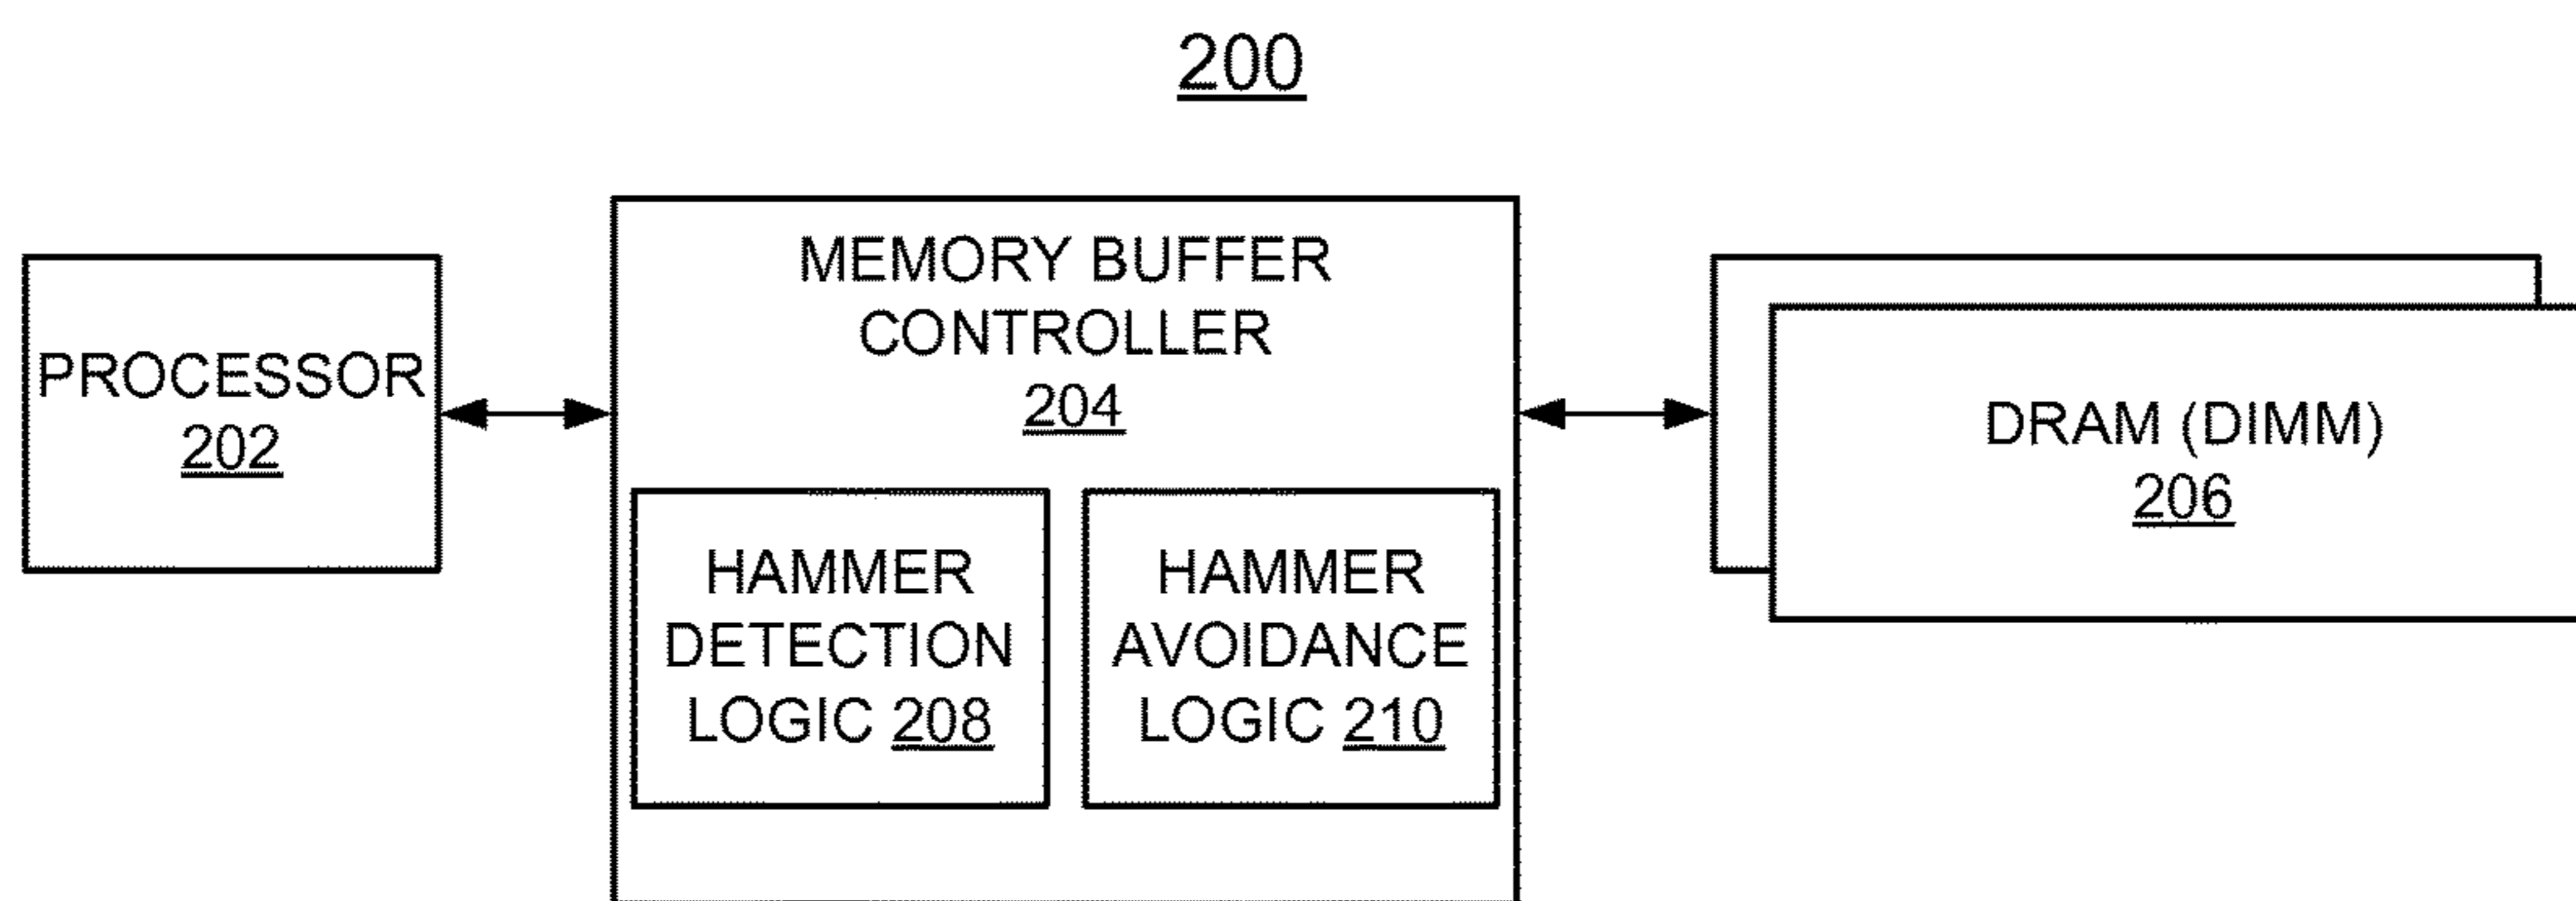 200
PROCESSOR
202
MEMORY BUFFER
CONTROLLER
204
HAMMER
DETECTION
LOGIC 208
HAMMER
AVOIDANCE
LOGIC 210
DRAM (DIMM)
206